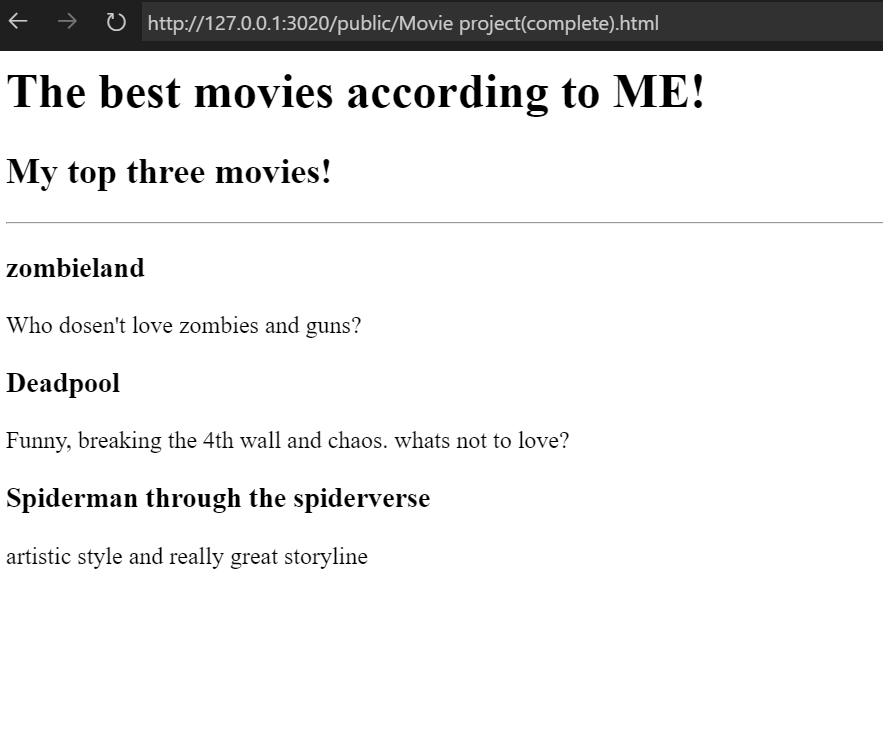 http://127.0.0.1:3020/public/Movie project(complete).html
The best movies according to ME!
My top three movies!
zombieland
Who dosen't love zombies and guns?
Deadpool
Funny, breaking the 4th wall and chaos. whats not to love?
Spiderman through the spiderverse
artistic style and really great storyline